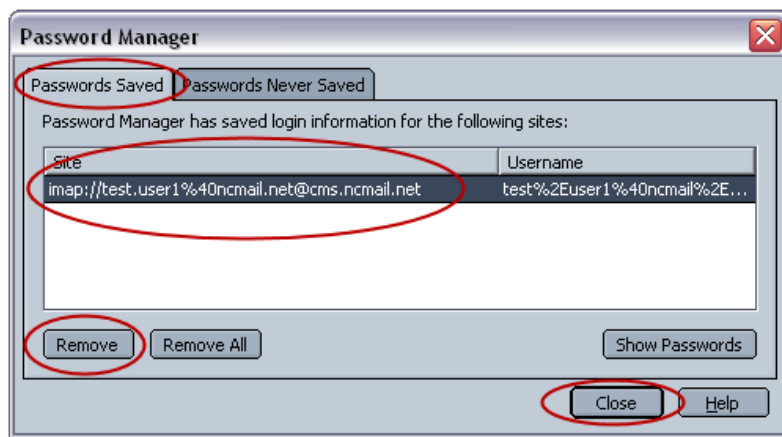 Password Manager
Passwords Saved Passwords Never Saved
Password Manager has saved login information for the following sites:
Site Username
imap://test.user1%40ncmail.net@cms.ncmail.net test%2Euser1%40ncmail%2E...
Remove Remove All Show Passwords
Close Help